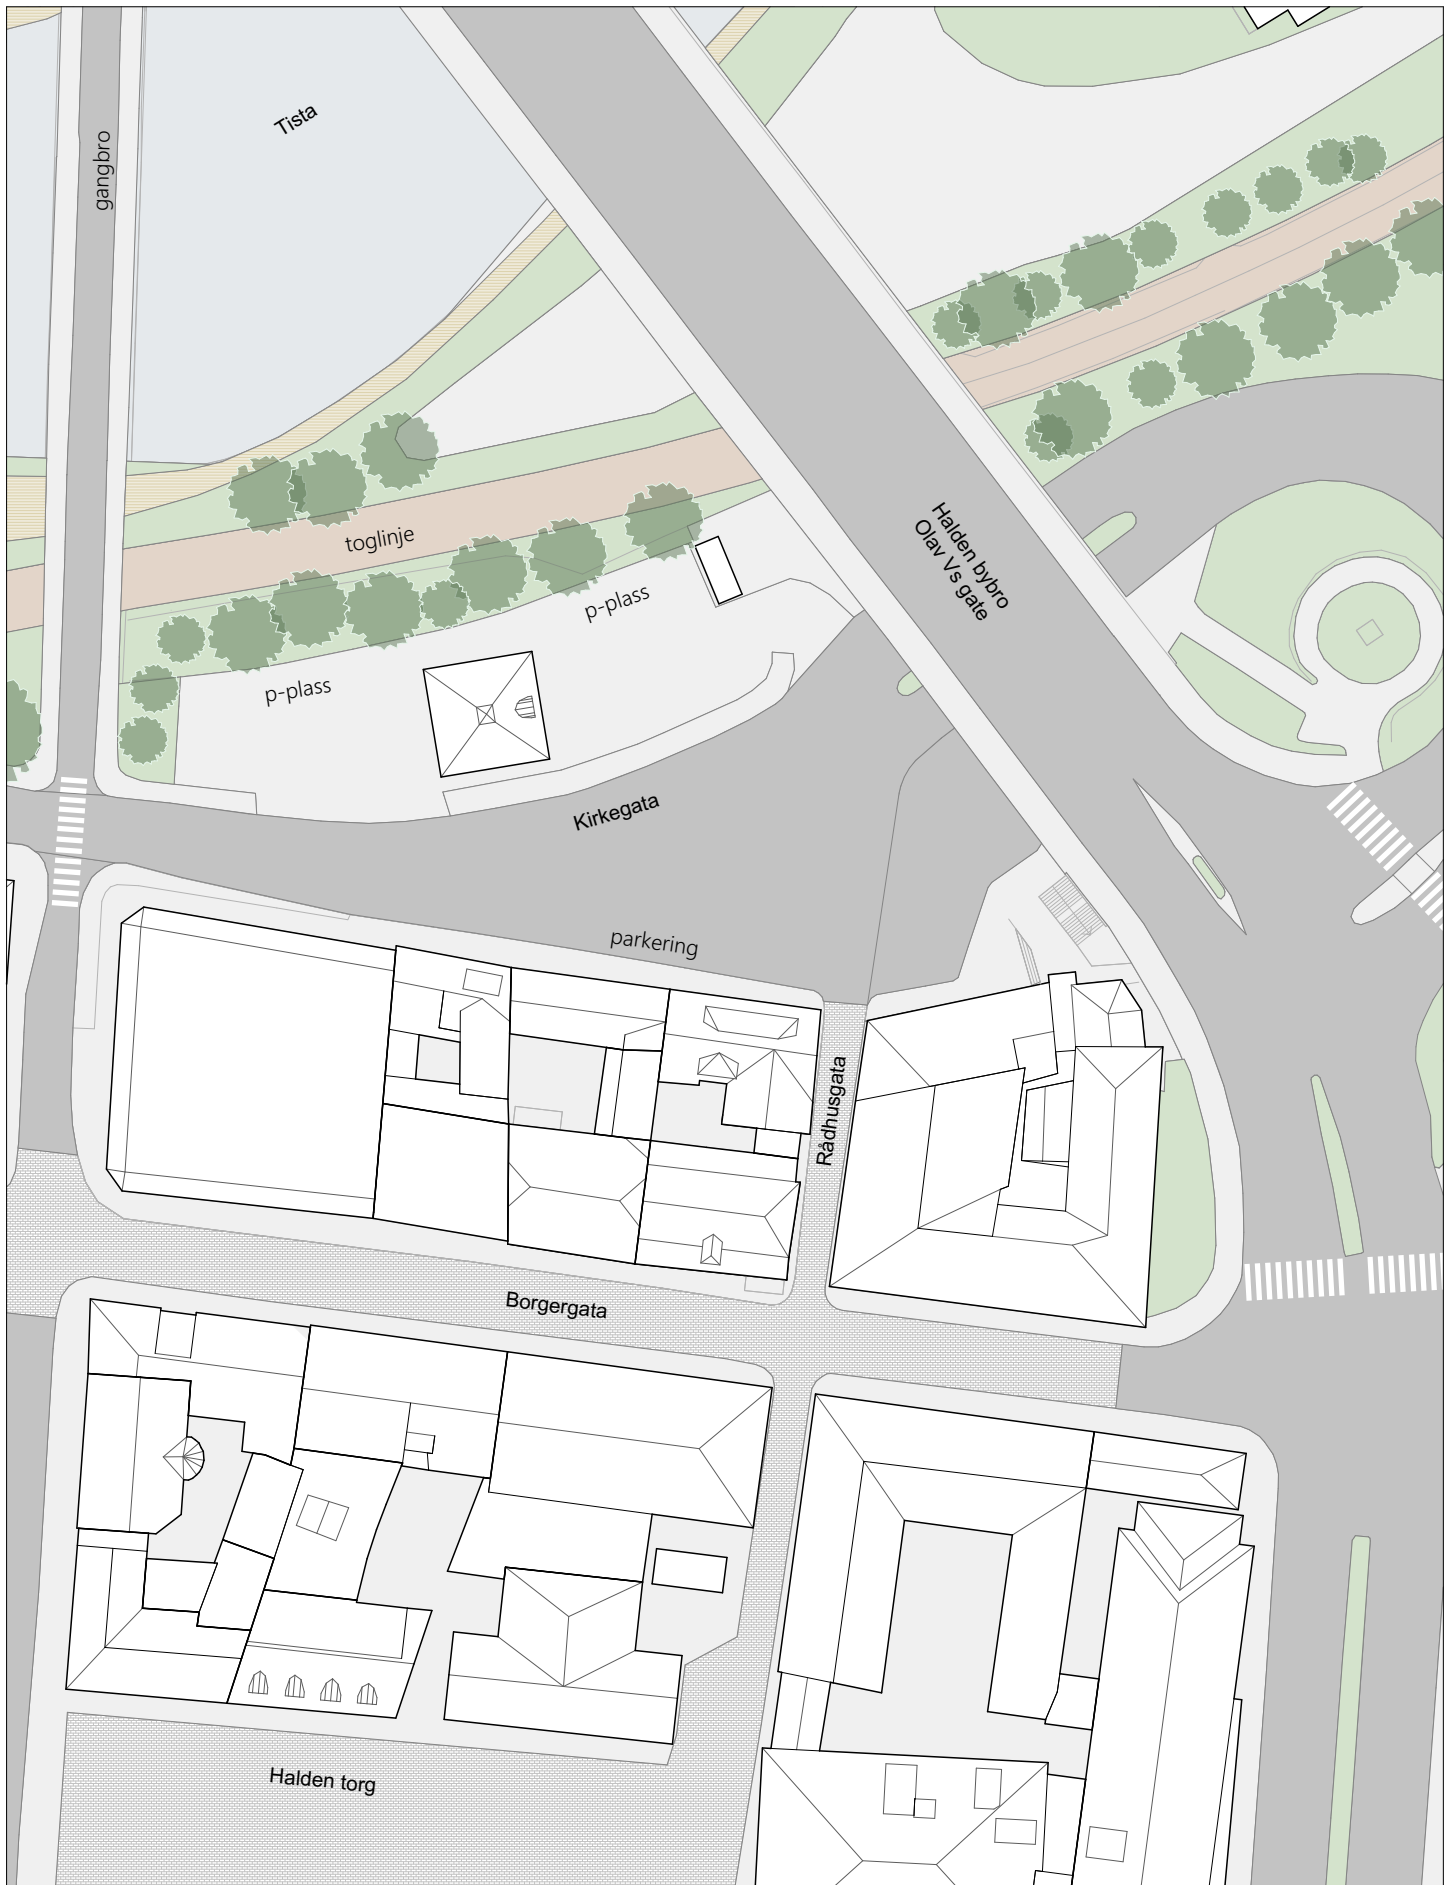 Tista
gangbro
toglinje
Halden bybro
Olav Vs gate
p-plass
p-plass
Kirkegata
parkering
Rådhusgata
Borgergata
Halden torg